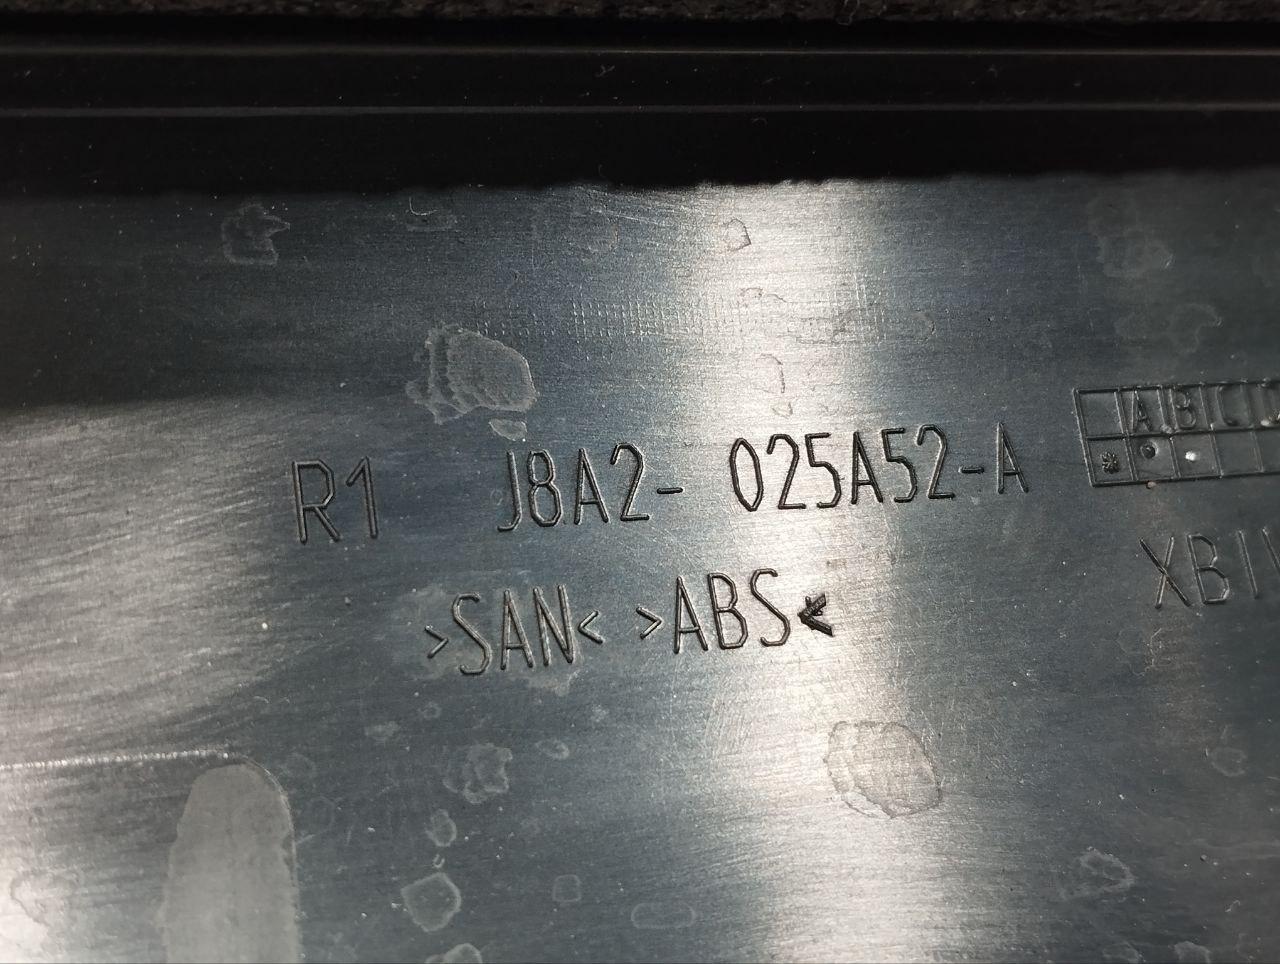 R1 J8A2- 025A52-A
A B C
>SAN< >ABS<